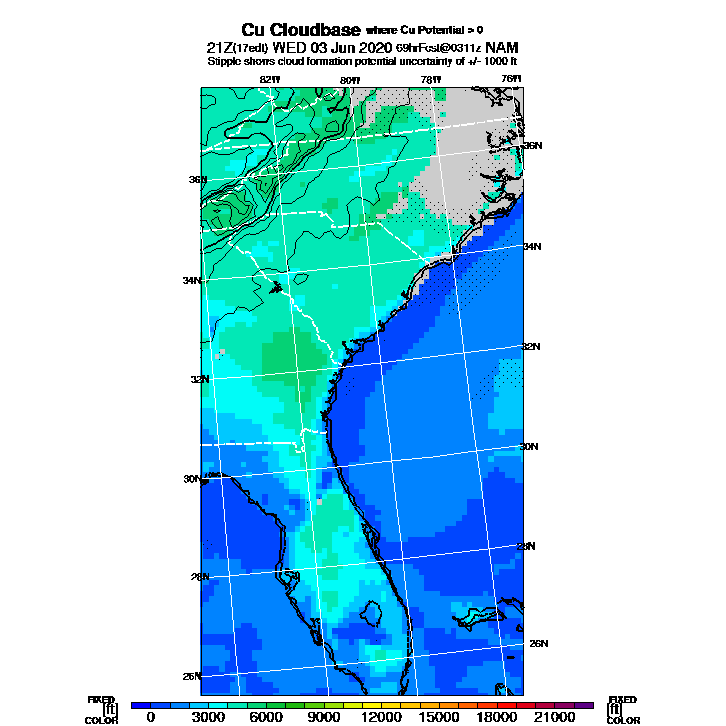 Cu Cloudbase where Cu Potential > 0
21Z(17edt) WED 03 Jun 2020 69hrFcst@0311z NAM
Stipple shows cloud formation potential uncertainty of +/- 1000 ft
82W 80W 78W 76W
36N 36N
34N 34N
32N 32N
30N 30N
28N 28N
26N 26N
FIXED [ft] COLOR
0 3000 6000 9000 12000 15000 18000 21000
FIXED [ft] COLOR